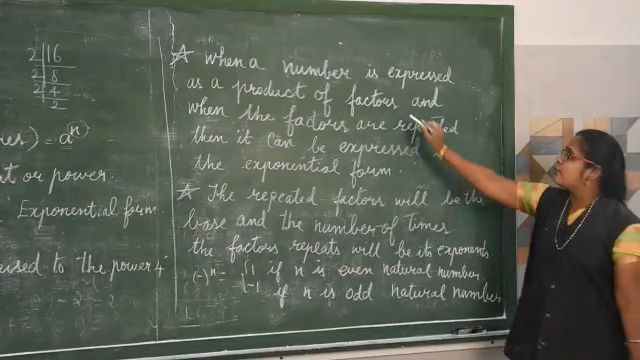 2 16
2 8
2 4
2
res) = a^n
nt or power.
Exponential form
aised to the power 4
- 2 - 2
☆ When a number is expressed
as a product of factors and
when the factors are repeated
then it can be expressed
the exponential form.
☆ The repeated factors will be the
base and the number of times
the factors repeats will be its exponents.
(-)^n = { 1 if n is even natural number
-1 if n is odd natural number